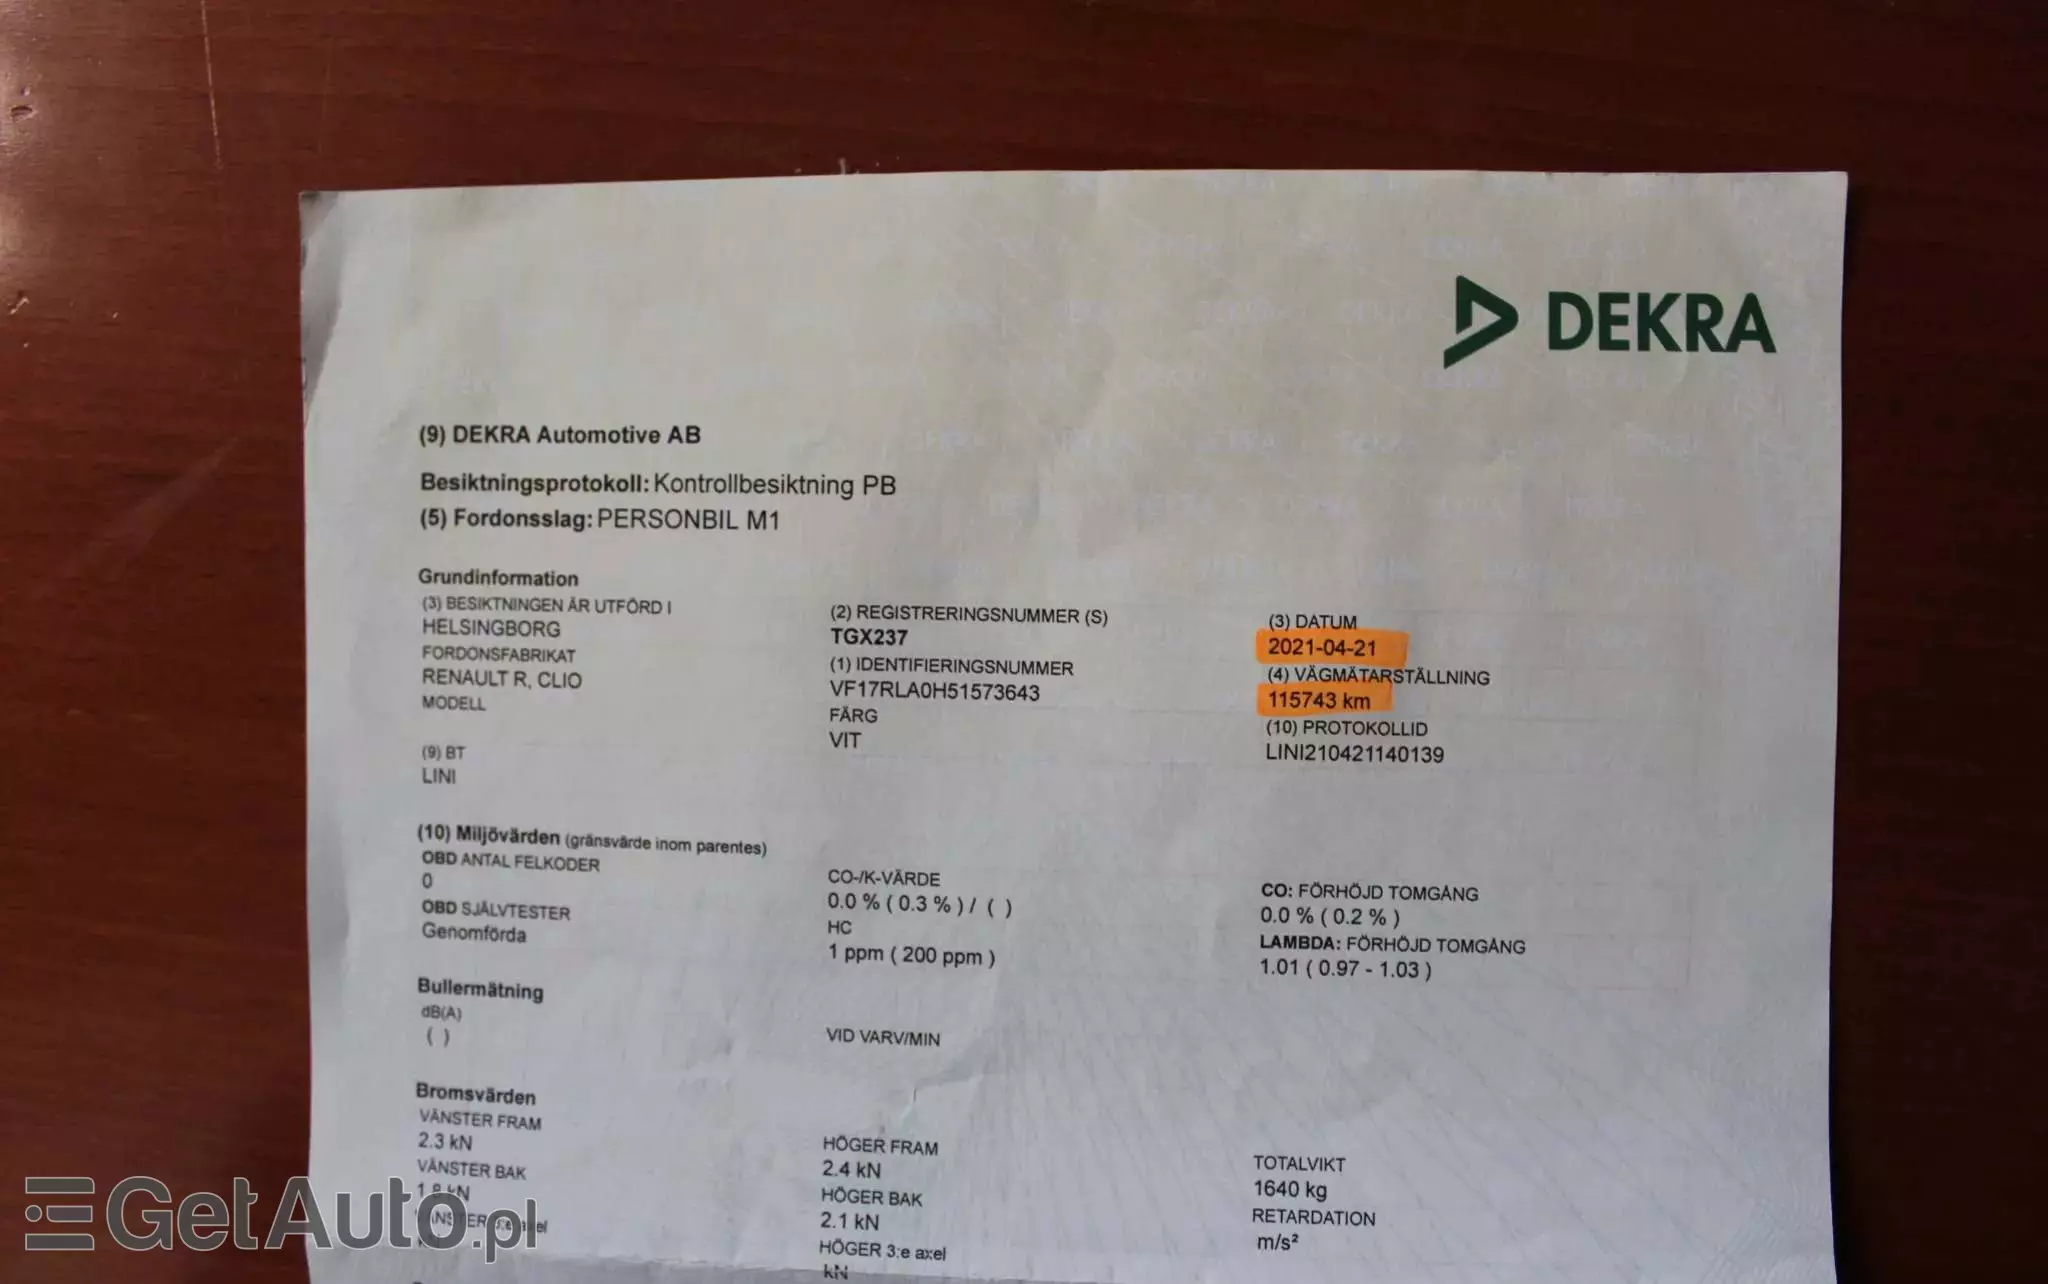 DEKRA
(9) DEKRA Automotive AB
Besiktningsprotokoll: Kontrollbesiktning PB
(5) Fordonsslag: PERSONBIL M1
Grundinformation
(3) BESIKTNINGEN ÄR UTFÖRD I
HELSINGBORG
FORDONSFABRIKAT
RENAULT R, CLIO
MODELL
(9) BT
LINI
(2) REGISTRERINGSNUMMER (S)
TGX237
(1) IDENTIFIERINGSNUMMER
VF17RLA0H51573643
FÄRG
VIT
(3) DATUM
2021-04-21
(4) VÄGMÄTARSTÄLLNING
115743 km
(10) PROTOKOLLID
LINI210421140139
(10) Miljövärden (gränsvärde inom parentes)
OBD ANTAL FELKODER
0
OBD SJÄLVTESTER
Genomförda
CO-/K-VÄRDE
0.0 % ( 0.3 % ) / ( )
HC
1 ppm ( 200 ppm )
CO: FÖRHÖJD TOMGÅNG
0.0 % ( 0.2 % )
LAMBDA: FÖRHÖJD TOMGÅNG
1.01 ( 0.97 - 1.03 )
Bullermätning
dB(A)
( )
VID VARV/MIN
Bromsvärden
VÄNSTER FRAM
2.3 kN
VÄNSTER BAK
1.8 kN
VÄNSTER 3:e axel
HÖGER FRAM
2.4 kN
HÖGER BAK
2.1 kN
HÖGER 3:e axel
kN
TOTALVIKT
1640 kg
RETARDATION
m/s²
GetAuto.pl